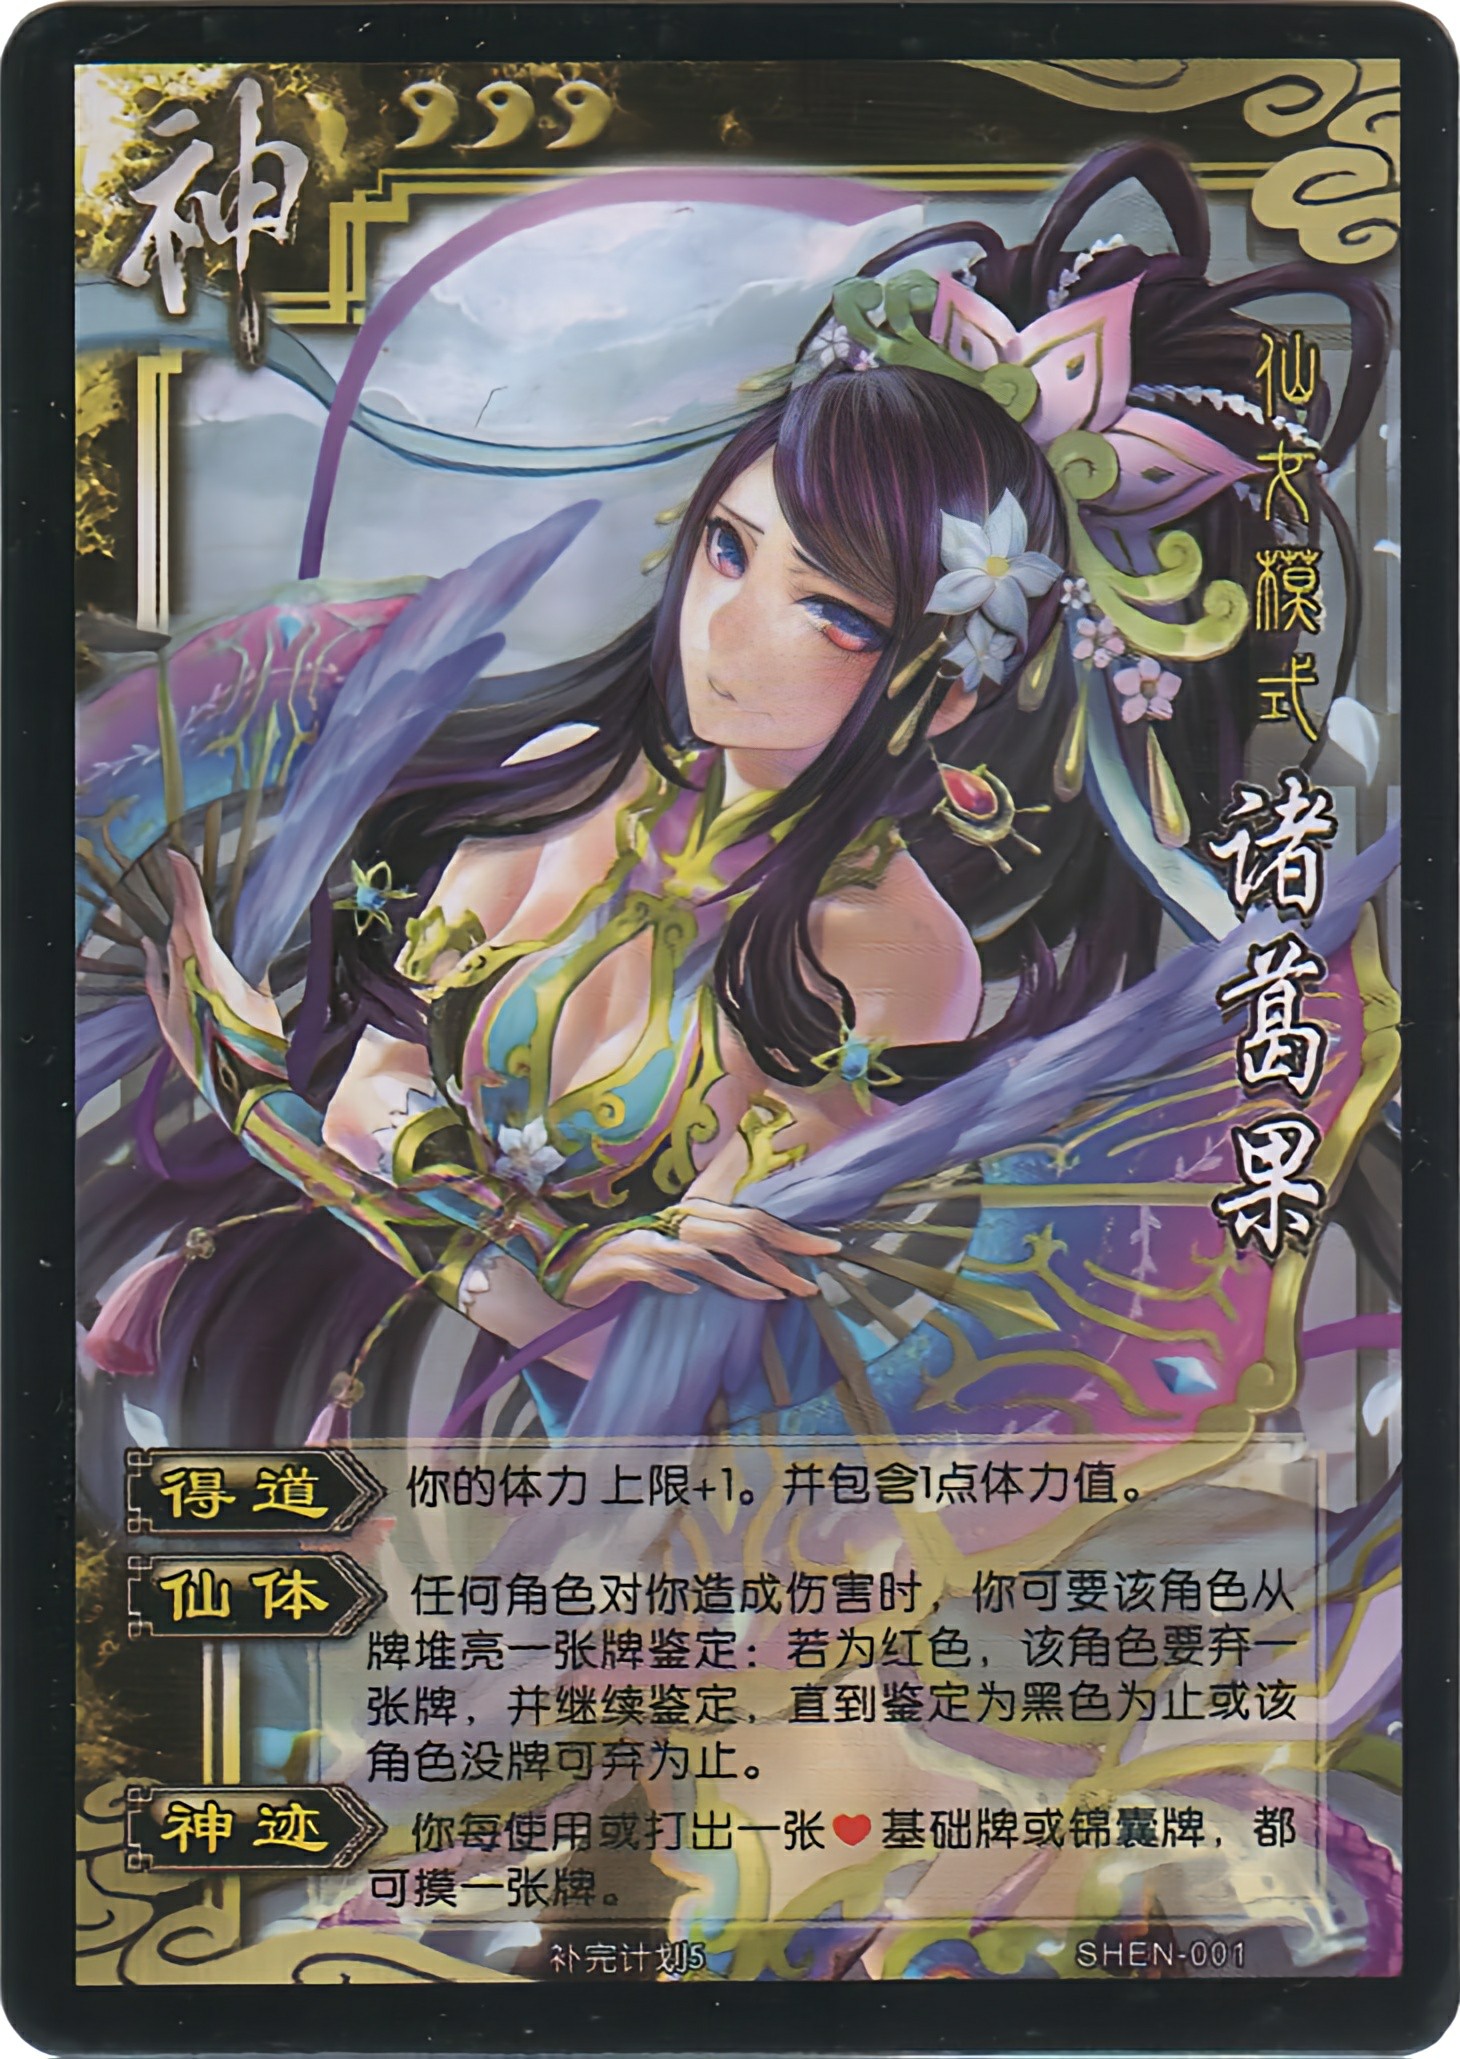 神
仙女模式
诸葛果
得道
你的体力上限+1。并包含1点体力值。
仙体
任何角色对你造成伤害时，你可要该角色从
牌堆亮一张牌鉴定：若为红色，该角色要弃一
张牌，并继续鉴定，直到鉴定为黑色为止或该
角色没牌可弃为止。
神迹
你每使用或打出一张♥基础牌或锦囊牌，都
可摸一张牌。
补完计划5
SHEN-001